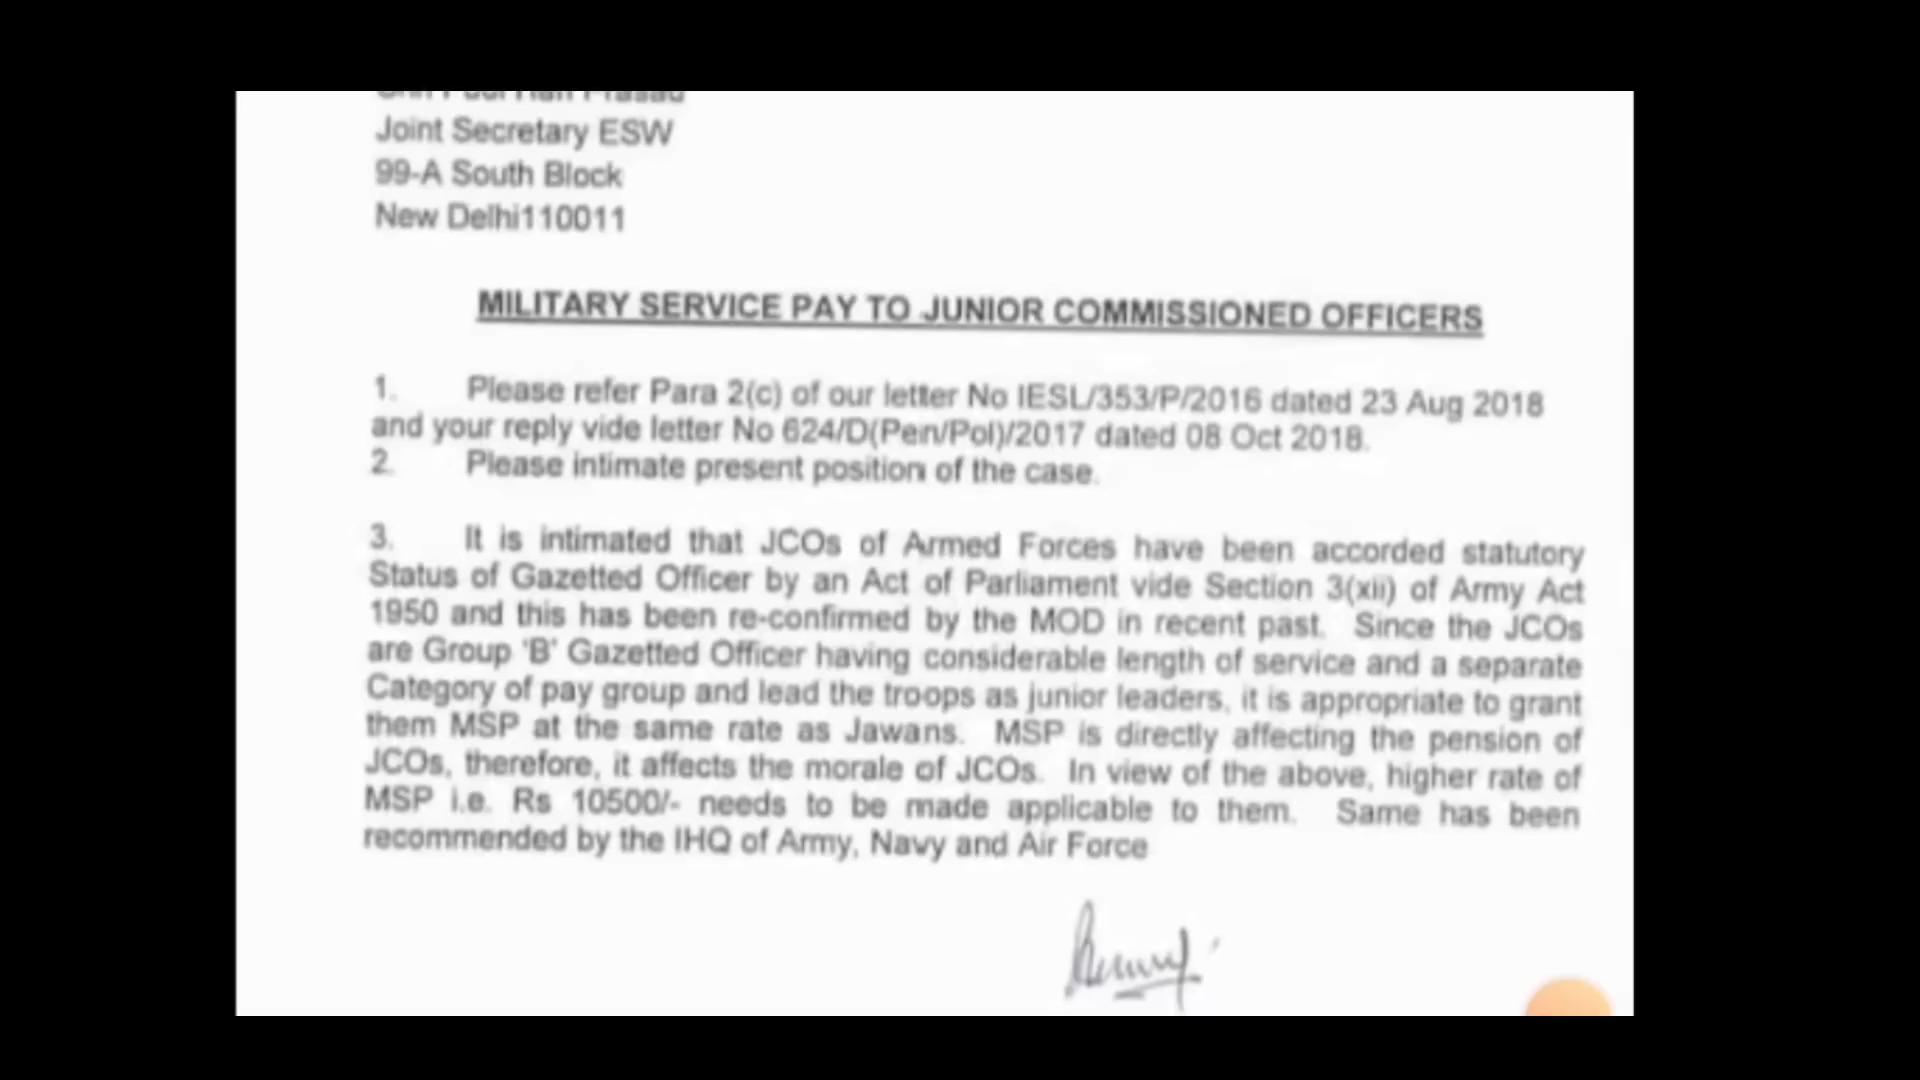 Joint Secretary ESW
99-A South Block
New Delhi110011
MILITARY SERVICE PAY TO JUNIOR COMMISSIONED OFFICERS
1. Please refer Para 2(c) of our letter No IESL/353/P/2016 dated 23 Aug 2018
and your reply vide letter No 624/D(Pen/Pol)/2017 dated 08 Oct 2018.
2. Please intimate present position of the case.
3. It is intimated that JCOs of Armed Forces have been accorded statutory
Status of Gazetted Officer by an Act of Parliament vide Section 3(xii) of Army Act
1950 and this has been re-confirmed by the MOD in recent past. Since the JCOs
are Group 'B' Gazetted Officer having considerable length of service and a separate
Category of pay group and lead the troops as junior leaders, it is appropriate to grant
them MSP at the same rate as Jawans. MSP is directly affecting the pension of
JCOs, therefore, it affects the morale of JCOs. In view of the above, higher rate of
MSP i.e. Rs 10500/- needs to be made applicable to them. Same has been
recommended by the IHQ of Army, Navy and Air Force